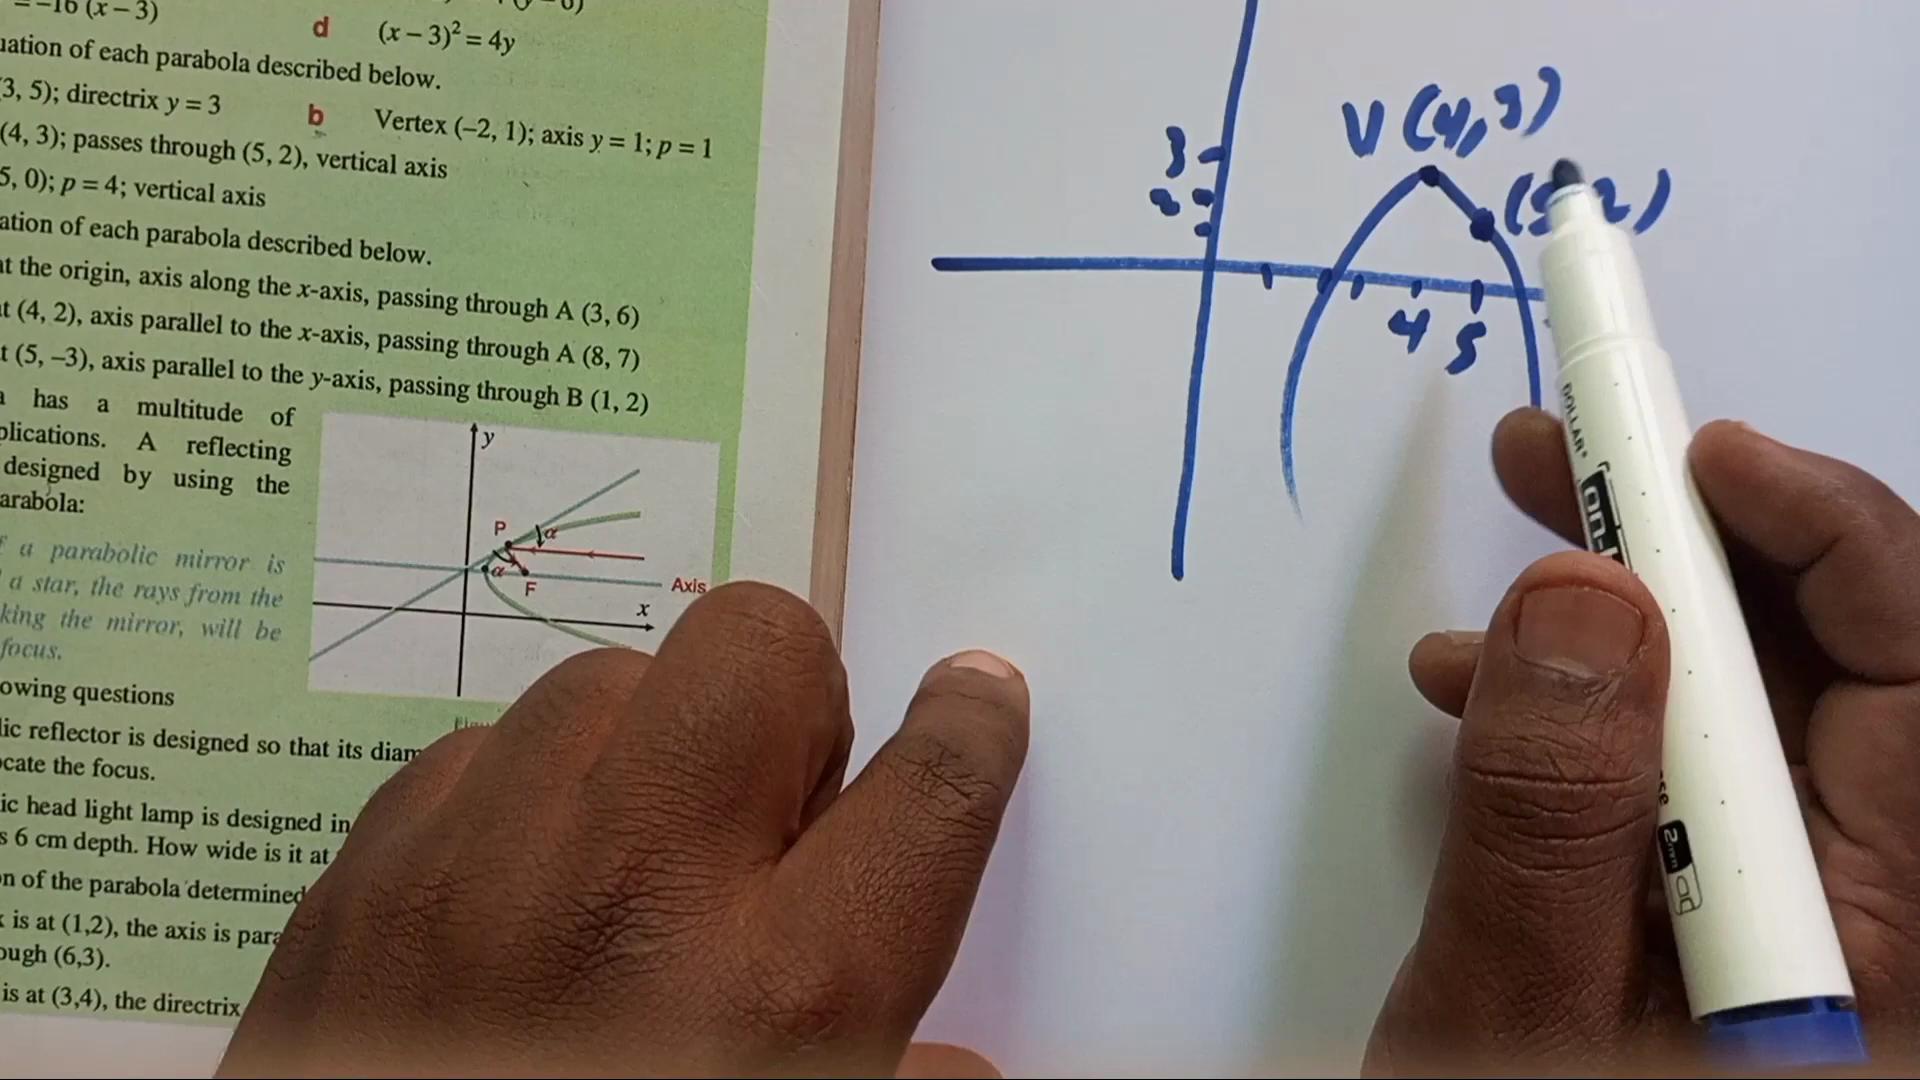 = −16 (x − 3)
d (x − 3)² = 4y
uation of each parabola described below.
3, 5); directrix y = 3
b Vertex (−2, 1); axis y = 1; p = 1
(4, 3); passes through (5, 2), vertical axis
5, 0); p = 4; vertical axis
ation of each parabola described below.
at the origin, axis along the x-axis, passing through A (3, 6)
t (4, 2), axis parallel to the x-axis, passing through A (8, 7)
t (5, −3), axis parallel to the y-axis, passing through B (1, 2)
a has a multitude of
plications. A reflecting
designed by using the
arabola:
f a parabolic mirror is
a star, the rays from the
king the mirror, will be
focus.
y
P
α
α
F
Axis
x
owing questions
lic reflector is designed so that its diam
ocate the focus.
ic head light lamp is designed in
s 6 cm depth. How wide is it at
n of the parabola determined
x is at (1,2), the axis is para
ough (6,3).
is at (3,4), the directrix
V (4,3)
3
2
2)
4 5
DOLLAR
2mm